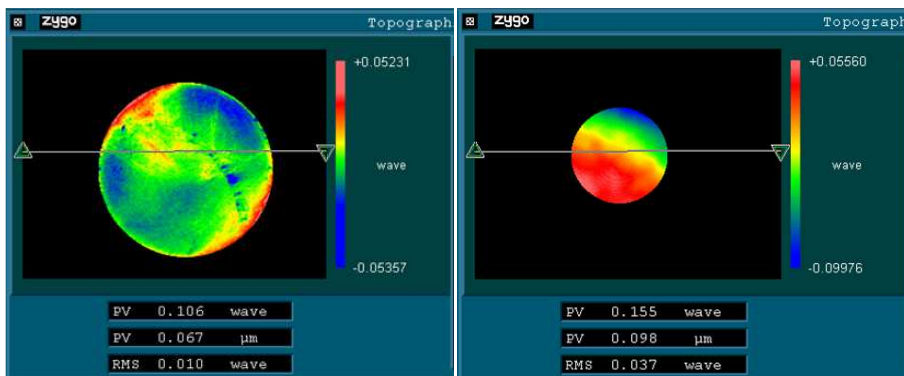 zygo Topograph
+0.05231
wave
-0.05357
PV 0.106 wave
PV 0.067 µm
RMS 0.010 wave
zygo Topograph
+0.05560
wave
-0.09976
PV 0.155 wave
PV 0.098 µm
RMS 0.037 wave